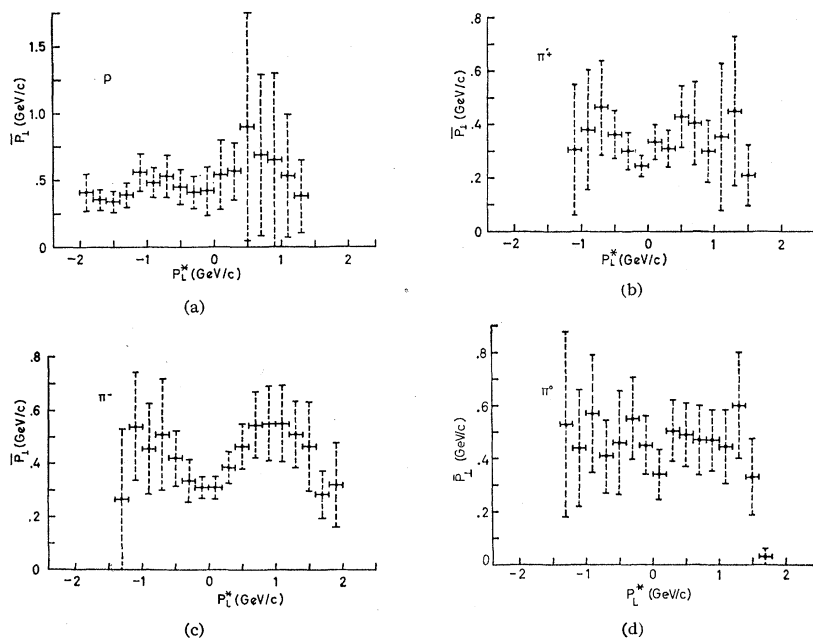 1.75
P̄⊥ (GeV/c)
p
1.0
.5
0
-2 -1 0 1 2
P*L (GeV/c)
(a)
.8
π+
.6
P̄⊥ (GeV/c)
.4
.2
0
-2 -1 0 1 2
P*L (GeV/c)
(b)
.8
π-
.6
P̄⊥ (GeV/c)
.4
.2
0
-2 -1 0 1 2
P*L (GeV/c)
(c)
.8
π°
.6
P̄⊥ (GeV/c)
.4
.2
0
-2 -1 0 1 2
P*L (GeV/c)
(d)